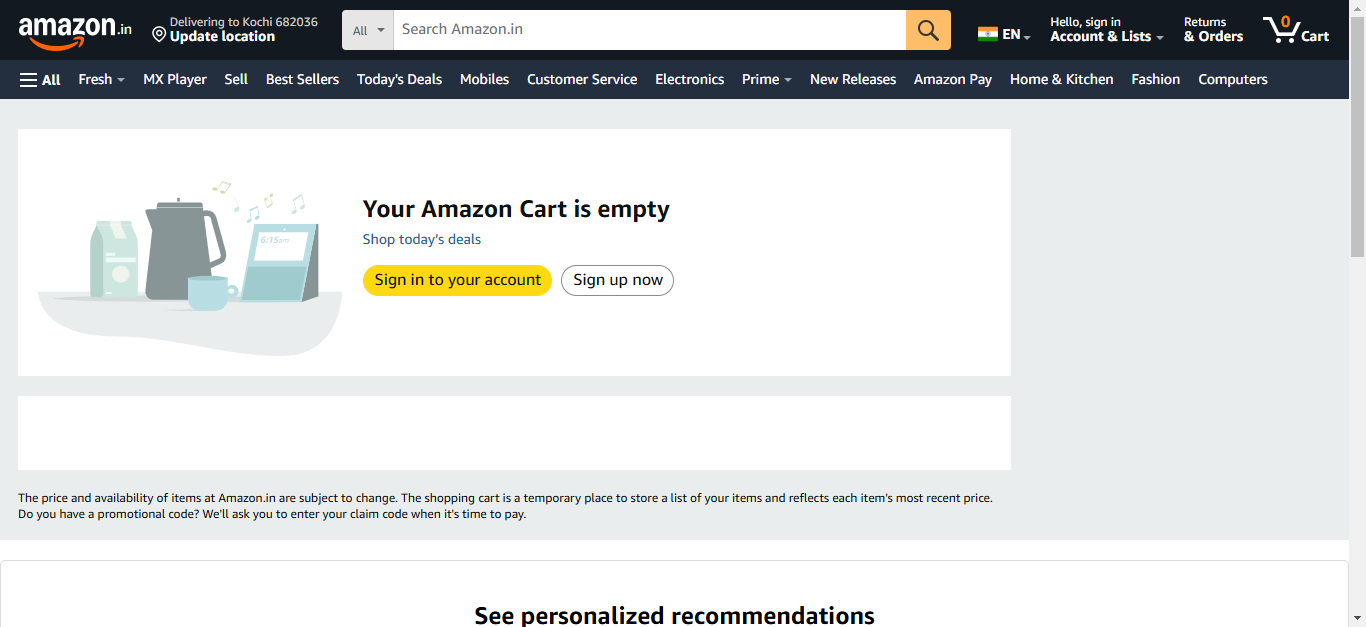 amazon.in
Delivering to Kochi 682036
Update location
All
Search Amazon.in
EN
Hello, sign in
Account & Lists
Returns
& Orders
0
Cart
All Fresh MX Player Sell Best Sellers Today's Deals Mobiles Customer Service Electronics Prime New Releases Amazon Pay Home & Kitchen Fashion Computers
6:15am
Your Amazon Cart is empty
Shop today's deals
Sign in to your account Sign up now
The price and availability of items at Amazon.in are subject to change. The shopping cart is a temporary place to store a list of your items and reflects each item's most recent price.
Do you have a promotional code? We'll ask you to enter your claim code when it's time to pay.
See personalized recommendations